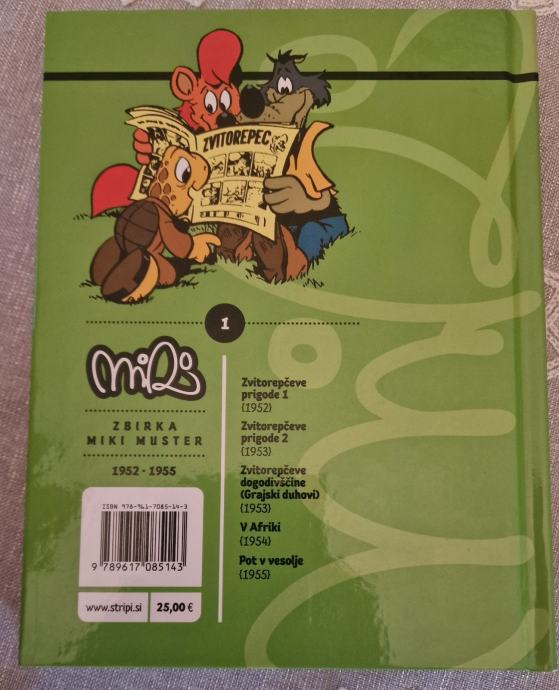 ZVITOREPEC
1
Miki
ZBIRKA
MIKI MUSTER
1952 - 1955
Zvitorepčeve
prigode 1
{1952}
Zvitorepčeve
prigode 2
{1953}
Zvitorepčeve
dogodivščine
(Grajski duhovi)
{1953}
V Afriki
{1954}
Pot v vesolje
{1955}
ISBN 978-961-7085-14-3
9 789617 085143
www.stripi.si
25,00 €